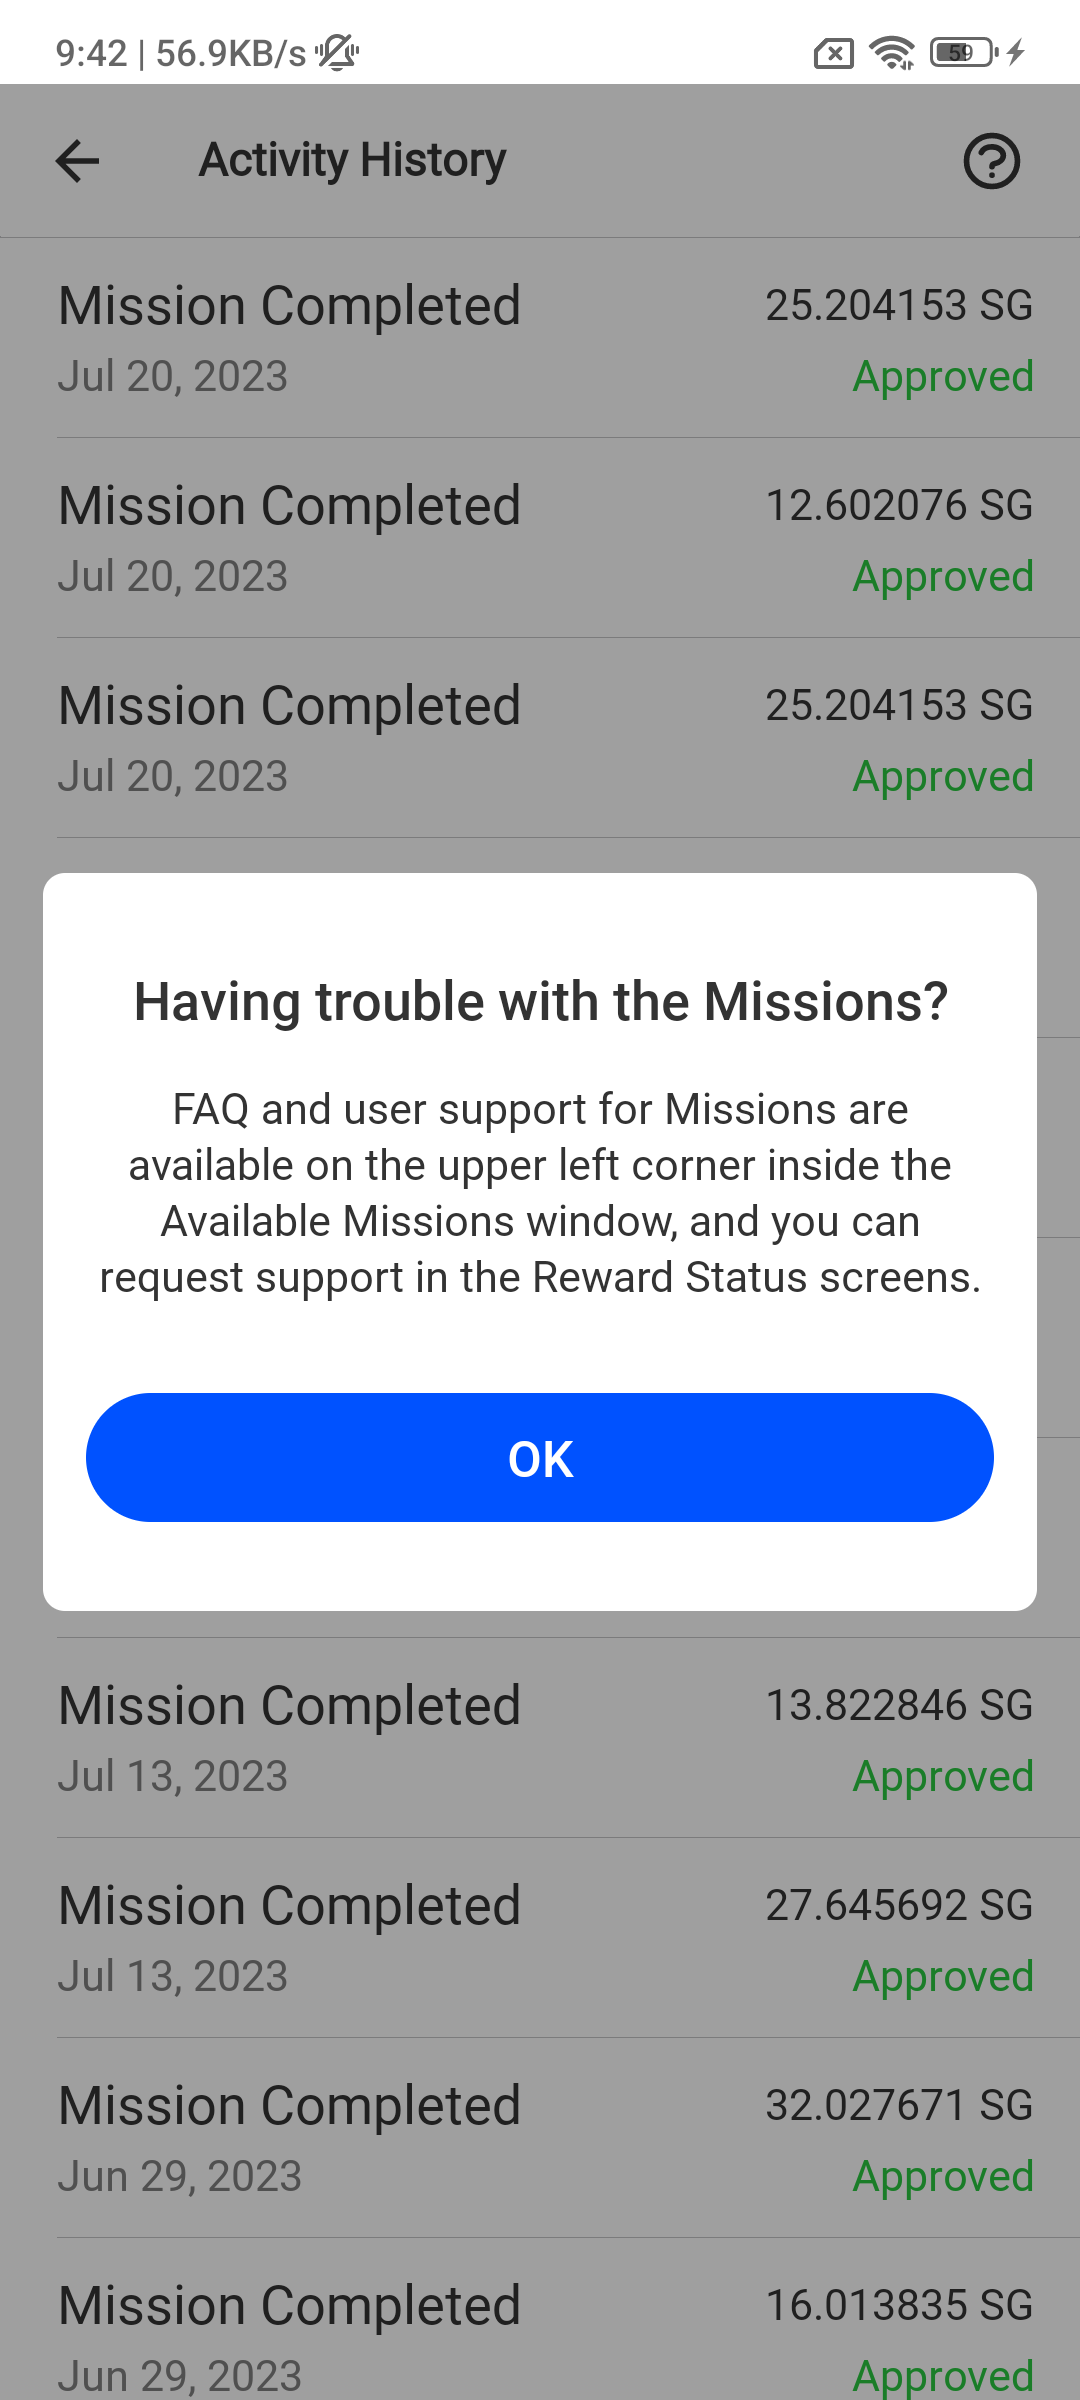 9:42 | 56.9KB/s
59
Activity History
Mission Completed 25.204153 SG
Jul 20, 2023 Approved
Mission Completed 12.602076 SG
Jul 20, 2023 Approved
Mission Completed 25.204153 SG
Jul 20, 2023 Approved
Having trouble with the Missions?
FAQ and user support for Missions are
available on the upper left corner inside the
Available Missions window, and you can
request support in the Reward Status screens.
OK
Mission Completed 13.822846 SG
Jul 13, 2023 Approved
Mission Completed 27.645692 SG
Jul 13, 2023 Approved
Mission Completed 32.027671 SG
Jun 29, 2023 Approved
Mission Completed 16.013835 SG
Jun 29, 2023 Approved